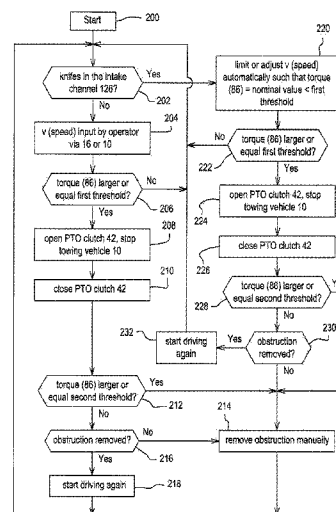 Start
200
knifes in the intake
channel 126?
202
Yes
No
204
v (speed) input by operator
via 16 or 10
torque (86) larger or
equal first threshold?
206
No
Yes
208
open PTO clutch 42, stop
towing vehicle 10
210
close PTO clutch 42
220
limit or adjust v (speed)
automatically such that torque
(86) = nominal value < first
threshold
No
torque (86) larger or
equal first threshold?
222
Yes
224
open PTO clutch 42, stop
towing vehicle 10
226
close PTO clutch 42
torque (86) larger or
equal second threshold?
228
No
230
232
start driving
again
Yes
obstruction
removed?
No
torque (86) larger or
equal second threshold?
Yes
212
No
214
obstruction removed?
No
216
remove obstruction manually
Yes
start driving again
218